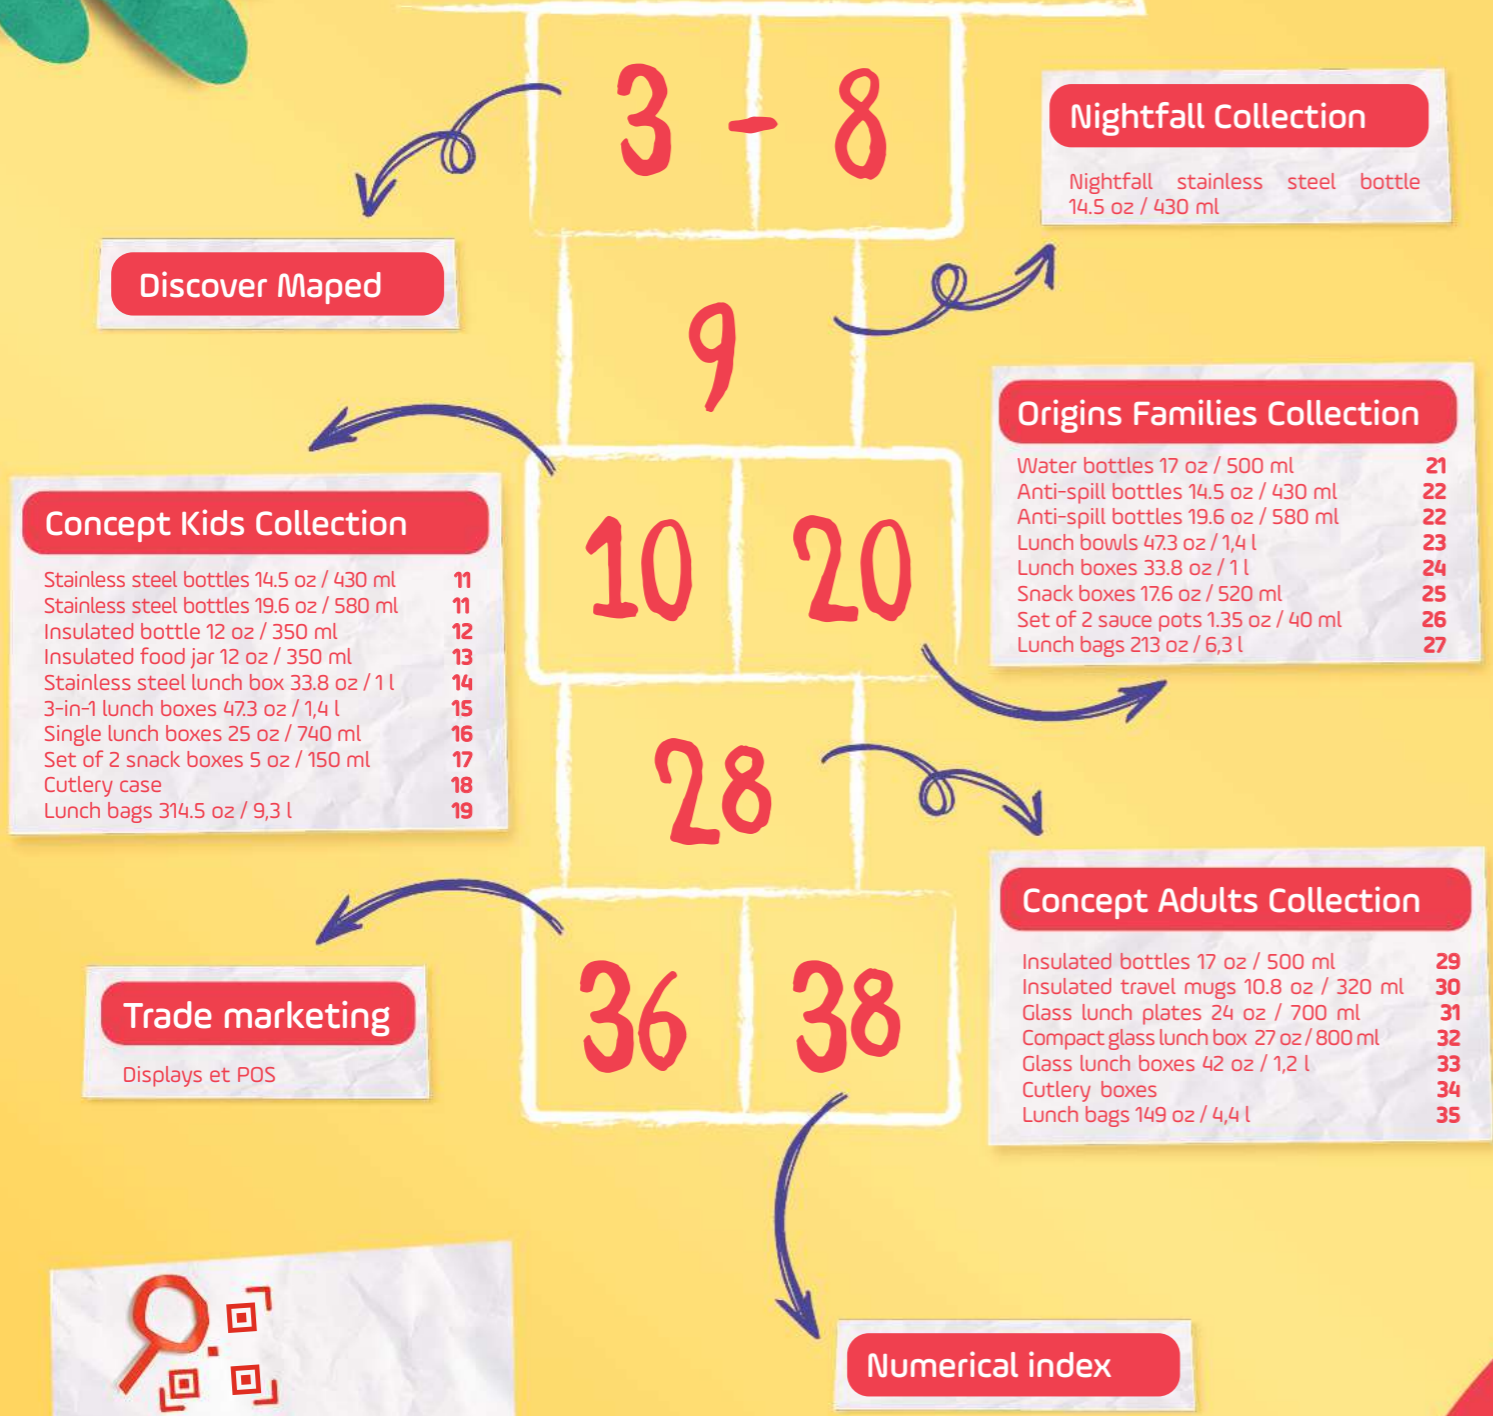 3 - 8
Discover Maped
Nightfall Collection
Nightfall stainless steel bottle
14.5 oz / 430 ml
9
10 20
Concept Kids Collection
Stainless steel bottles 14.5 oz / 430 ml 11
Stainless steel bottles 19.6 oz / 580 ml 11
Insulated bottle 12 oz / 350 ml 12
Insulated food jar 12 oz / 350 ml 13
Stainless steel lunch box 33.8 oz / 1 l 14
3-in-1 lunch boxes 47.3 oz / 1,4 l 15
Single lunch boxes 25 oz / 740 ml 16
Set of 2 snack boxes 5 oz / 150 ml 17
Cutlery case 18
Lunch bags 314.5 oz / 9,3 l 19
Origins Families Collection
Water bottles 17 oz / 500 ml 21
Anti-spill bottles 14.5 oz / 430 ml 22
Anti-spill bottles 19.6 oz / 580 ml 22
Lunch bowls 47.3 oz / 1,4 l 23
Lunch boxes 33.8 oz / 1 l 24
Snack boxes 17.6 oz / 520 ml 25
Set of 2 sauce pots 1.35 oz / 40 ml 26
Lunch bags 213 oz / 6,3 l 27
28
Concept Adults Collection
Insulated bottles 17 oz / 500 ml 29
Insulated travel mugs 10.8 oz / 320 ml 30
Glass lunch plates 24 oz / 700 ml 31
Compact glass lunch box 27 oz / 800 ml 32
Glass lunch boxes 42 oz / 1,2 l 33
Cutlery boxes 34
Lunch bags 149 oz / 4,4 l 35
36 38
Trade marketing
Displays et POS
Numerical index